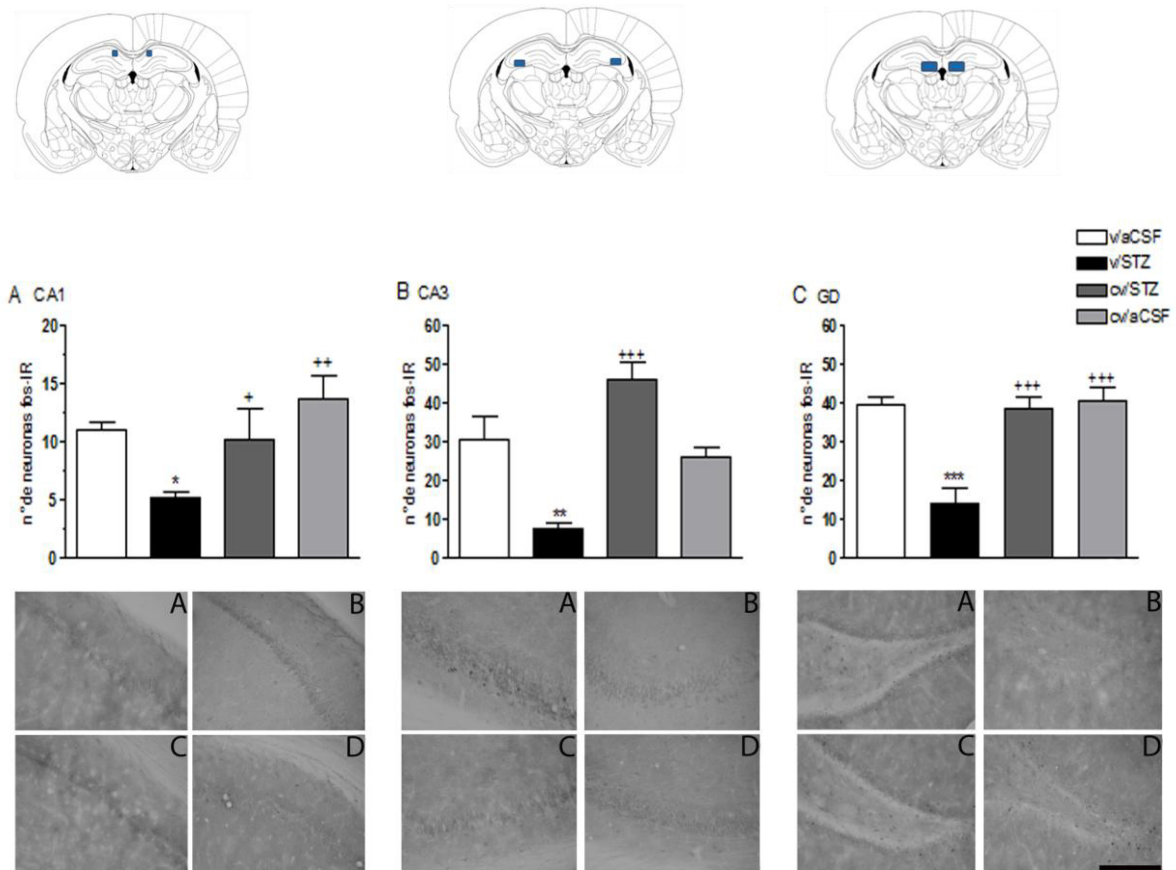 v/aCSF
v/STZ
cv/STZ
cv/aCSF
A CA1
n° de neuronas fos-IR
20
15
10
5
0
*
+
++
B CA3
n° de neuronas fos-IR
60
50
40
30
20
10
0
**
+++
C GD
n° de neuronas fos-IR
60
50
40
30
20
10
0
***
+++
+++
A
B
C
D
A
B
C
D
A
B
C
D